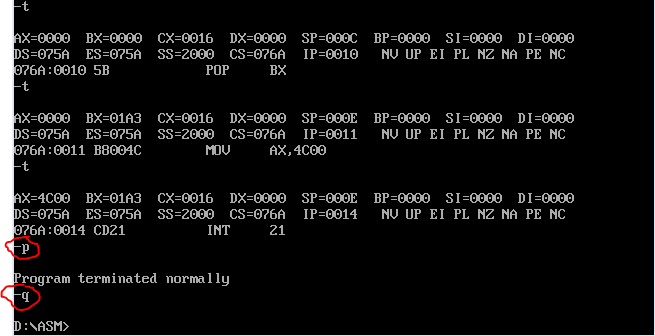 -t
AX=0000 BX=0000 CX=0016 DX=0000 SP=000C BP=0000 SI=0000 DI=0000
DS=075A ES=075A SS=2000 CS=076A IP=0010 NV UP EI PL NZ NA PE NC
076A:0010 5B POP BX
-t
AX=0000 BX=01A3 CX=0016 DX=0000 SP=000E BP=0000 SI=0000 DI=0000
DS=075A ES=075A SS=2000 CS=076A IP=0011 NV UP EI PL NZ NA PE NC
076A:0011 B8004C MOV AX,4C00
-t
AX=4C00 BX=01A3 CX=0016 DX=0000 SP=000E BP=0000 SI=0000 DI=0000
DS=075A ES=075A SS=2000 CS=076A IP=0014 NV UP EI PL NZ NA PE NC
076A:0014 CD21 INT 21
-p
Program terminated normally
-q
D:\ASM>